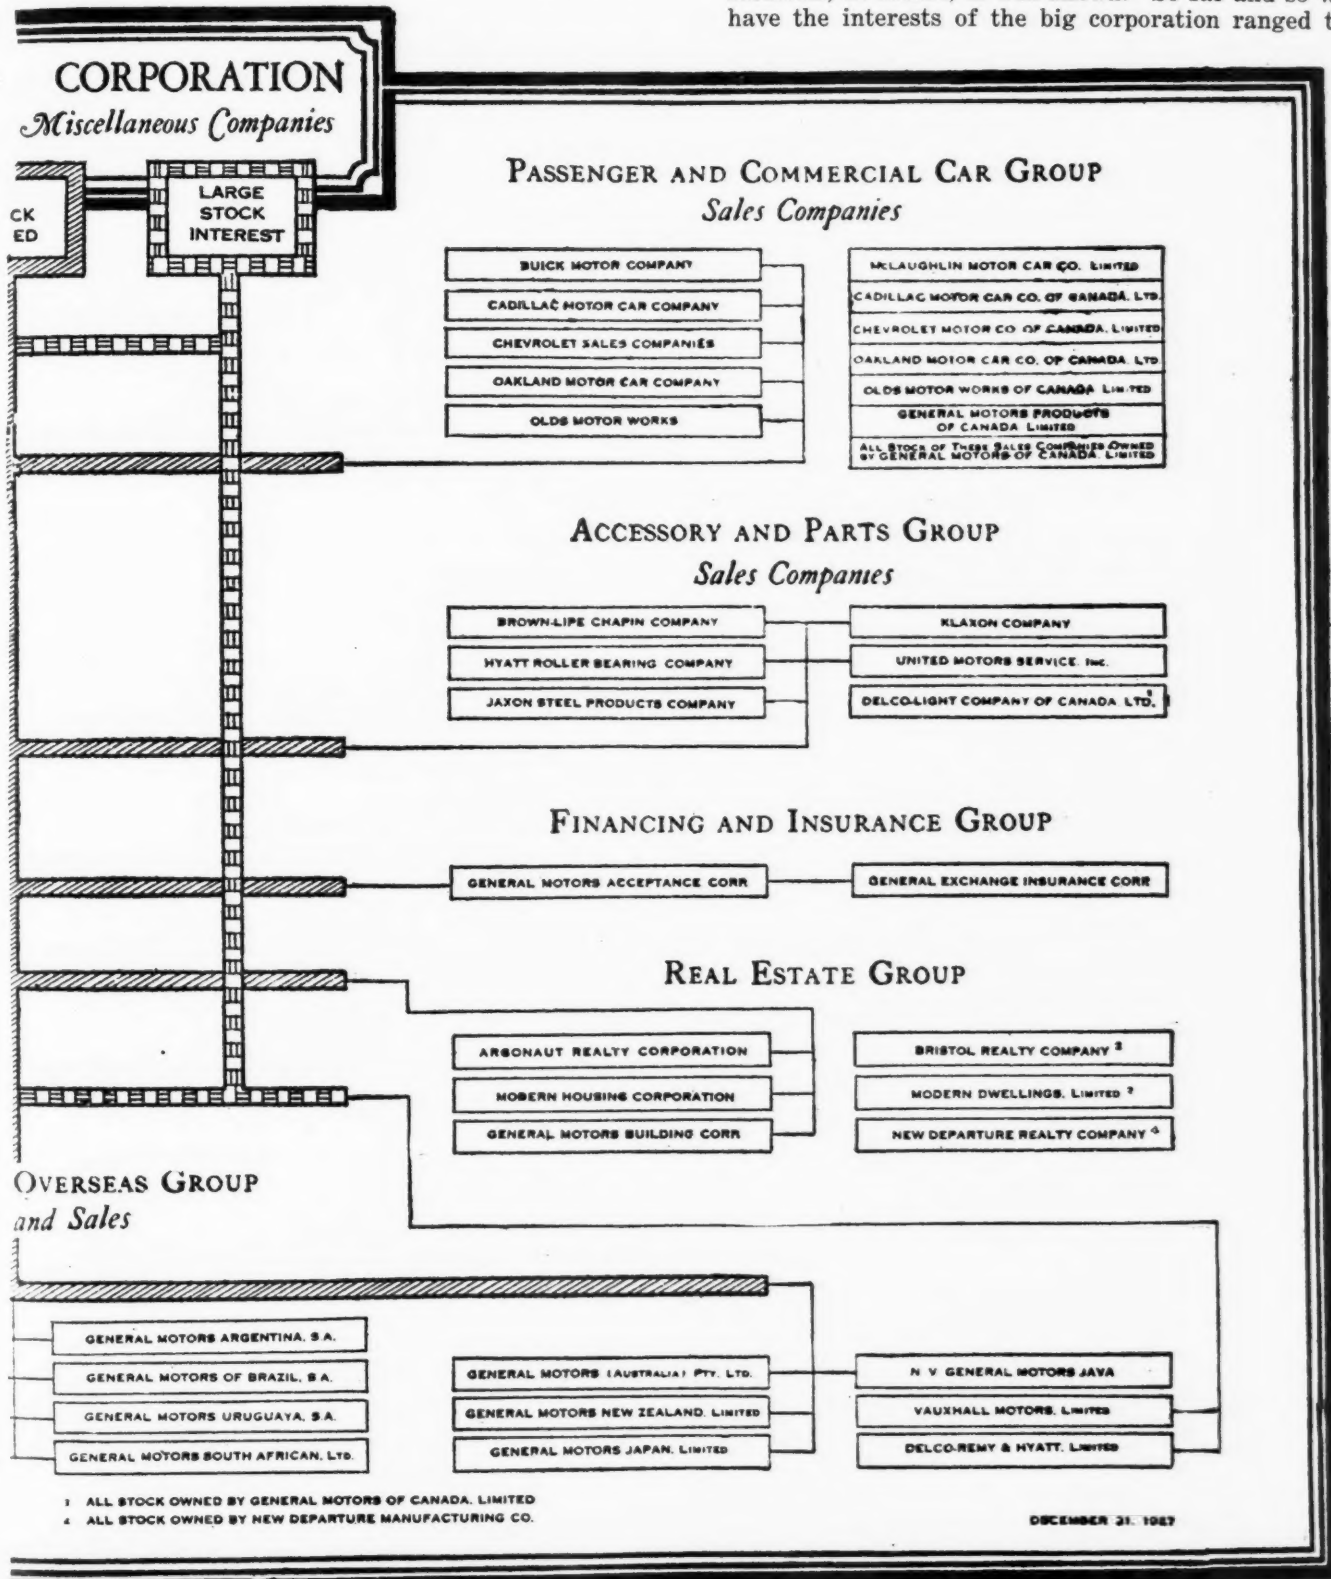 have the interests of the big corporation ranged t
CORPORATION
Miscellaneous Companies
CK
ED
LARGE
STOCK
INTEREST
PASSENGER AND COMMERCIAL CAR GROUP
Sales Companies
BUICK MOTOR COMPANY
CADILLAC MOTOR CAR COMPANY
CHEVROLET SALES COMPANIES
OAKLAND MOTOR CAR COMPANY
OLDS MOTOR WORKS
MCLAUGHLIN MOTOR CAR CO. LIMITED
CADILLAC MOTOR CAR CO. OF CANADA, LTD.
CHEVROLET MOTOR CO OF CANADA, LIMITED
OAKLAND MOTOR CAR CO. OF CANADA, LTD
OLDS MOTOR WORKS OF CANADA LIMITED
GENERAL MOTORS PRODUCTS
OF CANADA LIMITED
ALL STOCK OF THESE SALES COMPANIES OWNED
BY GENERAL MOTORS OF CANADA, LIMITED
ACCESSORY AND PARTS GROUP
Sales Companies
BROWN-LIPE CHAPIN COMPANY
HYATT ROLLER BEARING COMPANY
JAXON STEEL PRODUCTS COMPANY
KLAXON COMPANY
UNITED MOTORS SERVICE, INC.
DELCO-LIGHT COMPANY OF CANADA LTD.
FINANCING AND INSURANCE GROUP
GENERAL MOTORS ACCEPTANCE CORP.
GENERAL EXCHANGE INSURANCE CORP.
REAL ESTATE GROUP
ARGONAUT REALTY CORPORATION
MODERN HOUSING CORPORATION
GENERAL MOTORS BUILDING CORP.
BRISTOL REALTY COMPANY
MODERN DWELLINGS, LIMITED
NEW DEPARTURE REALTY COMPANY 4
OVERSEAS GROUP
and Sales
GENERAL MOTORS ARGENTINA, S.A.
GENERAL MOTORS OF BRAZIL, S.A.
GENERAL MOTORS URUGUAYA, S.A.
GENERAL MOTORS SOUTH AFRICAN, LTD.
GENERAL MOTORS (AUSTRALIA) PTY. LTD.
GENERAL MOTORS NEW ZEALAND, LIMITED
GENERAL MOTORS JAPAN, LIMITED
N V GENERAL MOTORS JAVA
VAUXHALL MOTORS, LIMITED
DELCO-REMY & HYATT, LIMITED
3 ALL STOCK OWNED BY GENERAL MOTORS OF CANADA, LIMITED
4 ALL STOCK OWNED BY NEW DEPARTURE MANUFACTURING CO.
DECEMBER 31, 1927